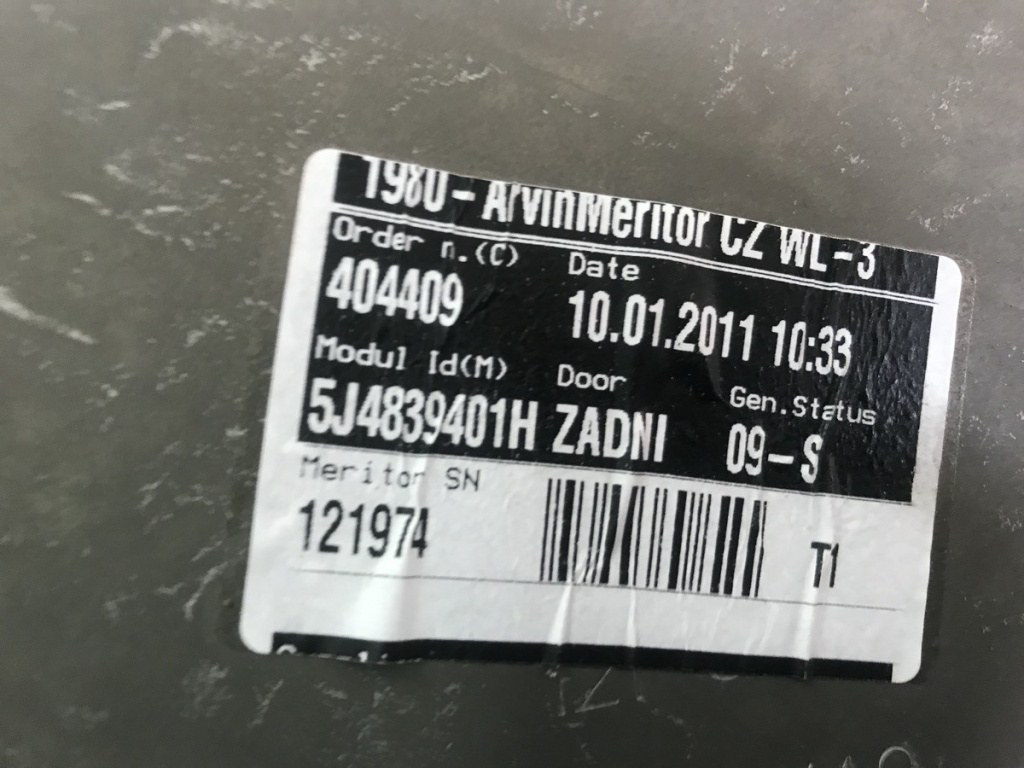 1980 - ArvinMeritor CZ WL-3
Order n.(C) Date
404409 10.01.2011 10:33
Modul Id(M) Door Gen.Status
5J4839401H ZADNI 09-S
Meritor SN
121974 T1